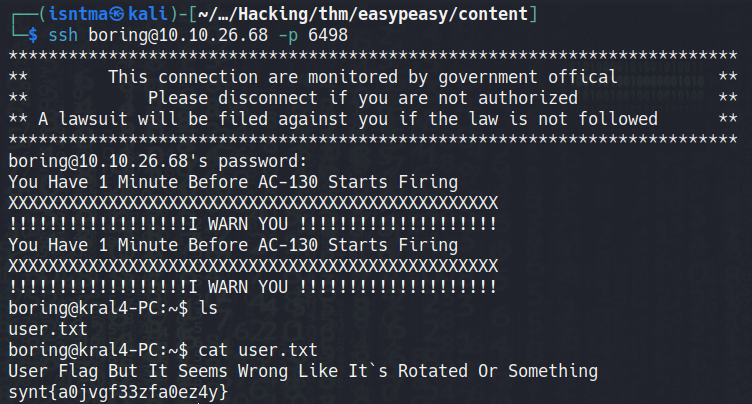 ┌──(isntma㉿kali)-[~/…/Hacking/thm/easypeasy/content]
└─$ ssh boring@10.10.26.68 -p 6498
*************************************************************************
**        This connection are monitored by government offical          **
**            Please disconnect if you are not authorized              **
** A lawsuit will be filed against you if the law is not followed      **
*************************************************************************
boring@10.10.26.68's password:
You Have 1 Minute Before AC-130 Starts Firing
XXXXXXXXXXXXXXXXXXXXXXXXXXXXXXXXXXXXXXXXXXXXXXXXX
!!!!!!!!!!!!!!!!!!I WARN YOU !!!!!!!!!!!!!!!!!!!!
You Have 1 Minute Before AC-130 Starts Firing
XXXXXXXXXXXXXXXXXXXXXXXXXXXXXXXXXXXXXXXXXXXXXXXXX
!!!!!!!!!!!!!!!!!!I WARN YOU !!!!!!!!!!!!!!!!!!!!
boring@kral4-PC:~$ ls
user.txt
boring@kral4-PC:~$ cat user.txt
User Flag But It Seems Wrong Like It`s Rotated Or Something
synt{a0jvgf33zfa0ez4y}